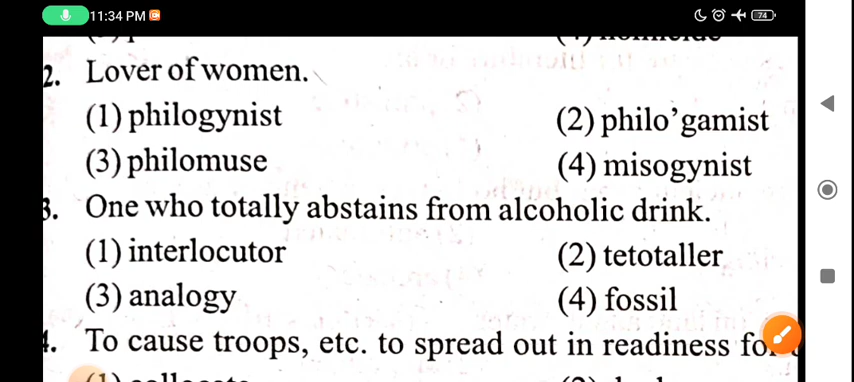 11:34 PM
74
2. Lover of women.
(1) philogynist (2) philo’gamist
(3) philomuse (4) misogynist
3. One who totally abstains from alcoholic drink.
(1) interlocutor (2) tetotaller
(3) analogy (4) fossil
4. To cause troops, etc. to spread out in readiness